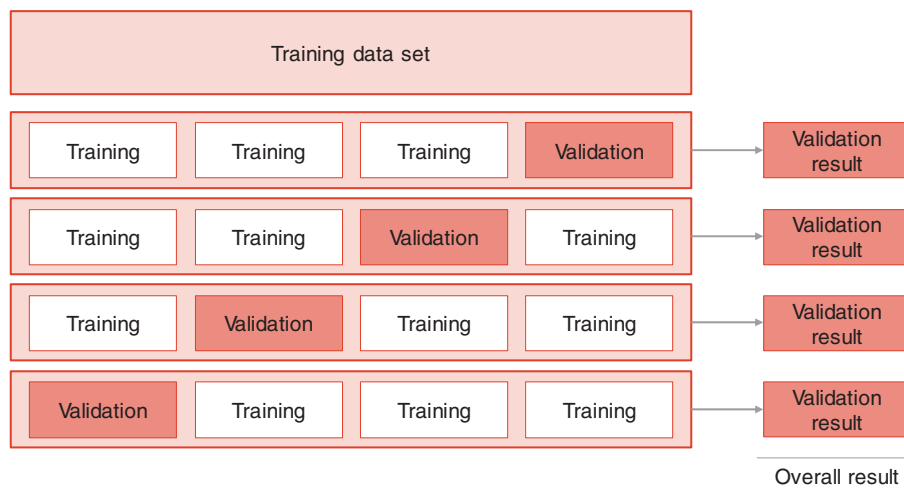 Training data set
Training Training Training Validation
Validation
result
Training Training Validation Training
Validation
result
Training Validation Training Training
Validation
result
Validation Training Training Training
Validation
result
Overall result